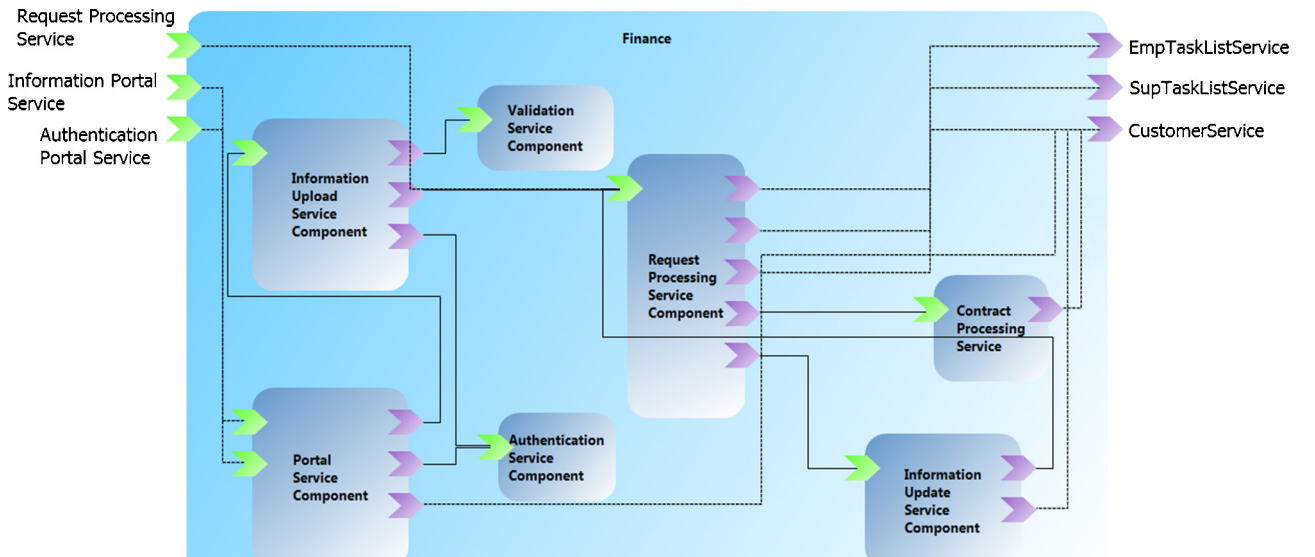 Request Processing
Service
Information Portal
Service
Authentication
Portal Service
Finance
EmpTaskListService
SupTaskListService
CustomerService
Validation
Service
Component
Information
Upload
Service
Component
Request
Processing
Service
Component
Contract
Processing
Service
Portal
Service
Component
Authentication
Service
Component
Information
Update
Service
Component